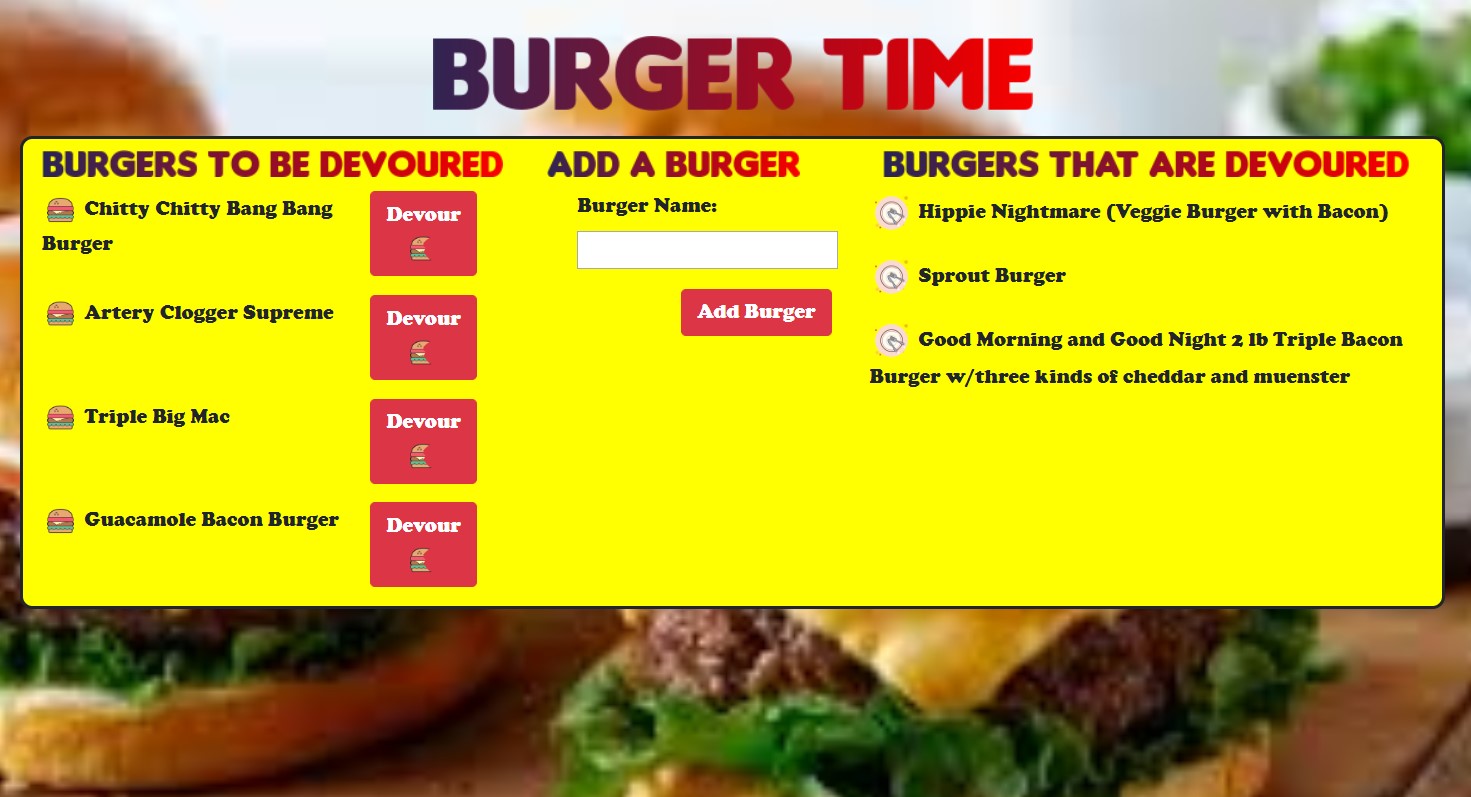 BURGER TIME
BURGERS TO BE DEVOURED
Chitty Chitty Bang Bang
Burger
Devour
Artery Clogger Supreme
Devour
Triple Big Mac
Devour
Guacamole Bacon Burger
Devour
ADD A BURGER
Burger Name:
Add Burger
BURGERS THAT ARE DEVOURED
Hippie Nightmare (Veggie Burger with Bacon)
Sprout Burger
Good Morning and Good Night 2 lb Triple Bacon
Burger w/three kinds of cheddar and muenster